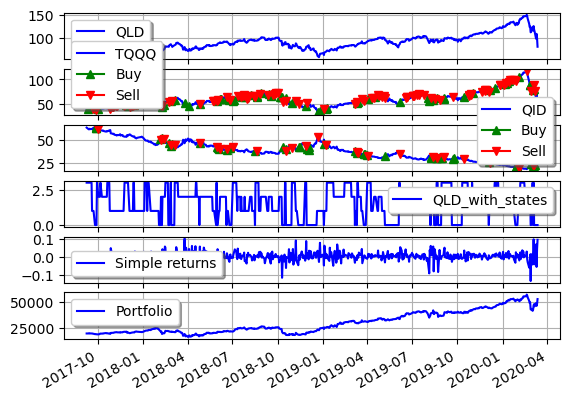 150
QLD
100
TQQQ
Buy
Sell
100
50
QID
Buy
Sell
50
25
2.5
QLD_with_states
0.0
0.1
0.0
Simple returns
−0.1
50000
Portfolio
25000
2017-10
2018-01
2018-04
2018-07
2018-10
2019-01
2019-04
2019-07
2019-10
2020-01
2020-04